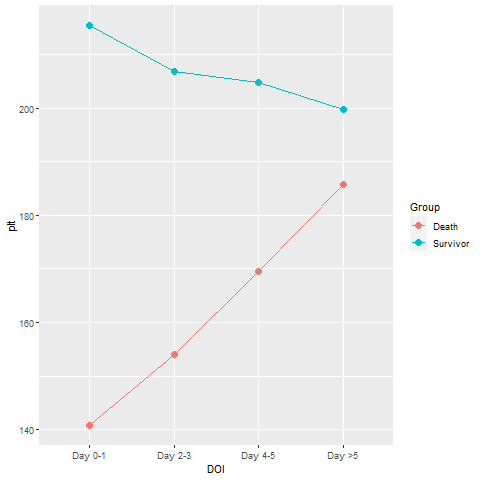 200
180
160
140
plt
Day 0-1
Day 2-3
Day 4-5
Day >5
DOI
Group
Death
Survivor